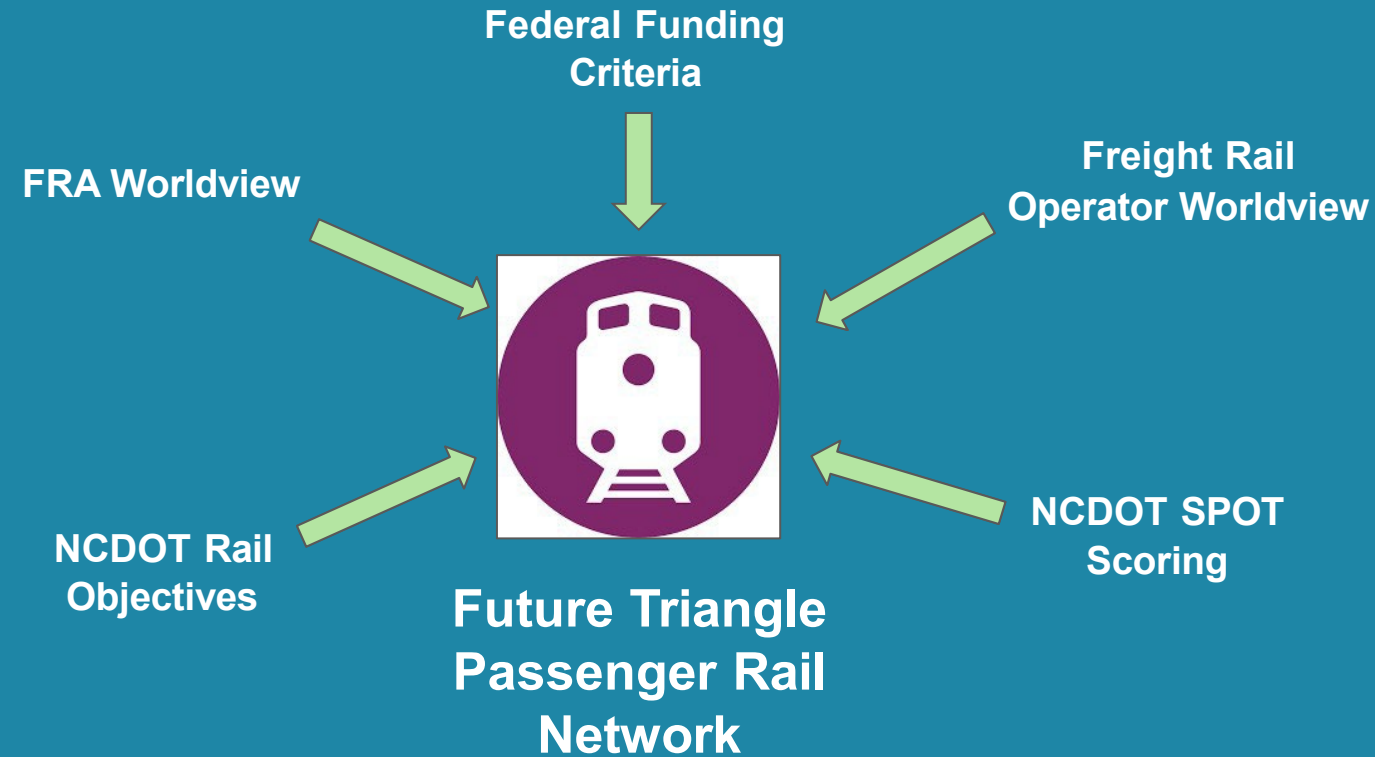 Federal Funding
Criteria
FRA Worldview
Freight Rail
Operator Worldview
NCDOT Rail
Objectives
NCDOT SPOT
Scoring
Future Triangle
Passenger Rail
Network